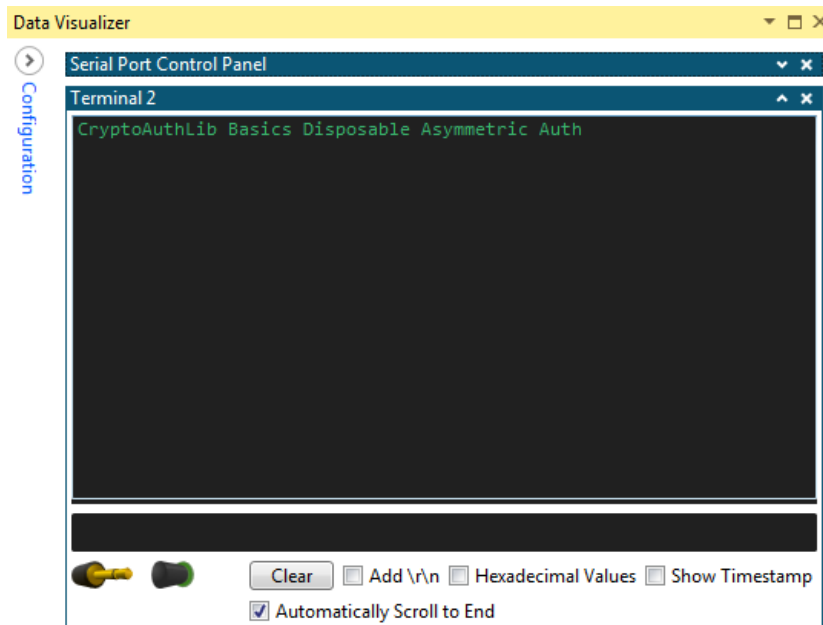 Data Visualizer
Configuration
Serial Port Control Panel
Terminal 2
CryptoAuthLib Basics Disposable Asymmetric Auth
Clear Add \r\n Hexadecimal Values Show Timestamp
Automatically Scroll to End